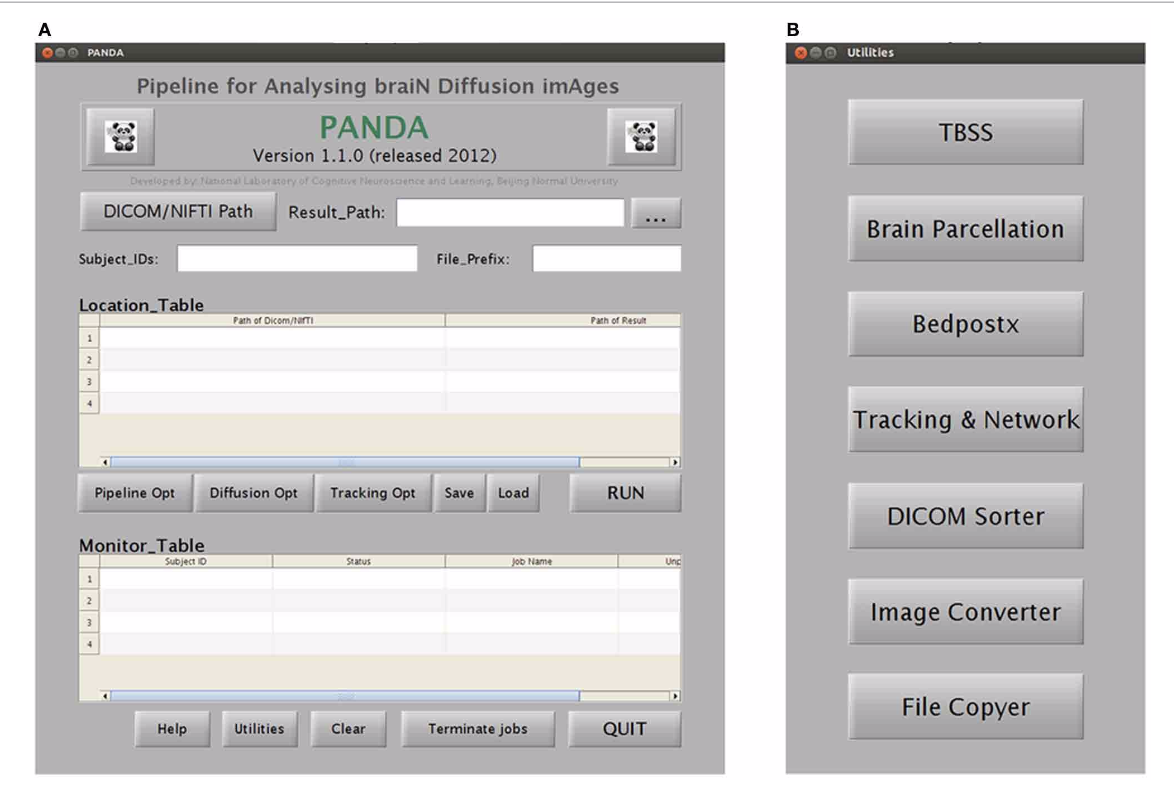 A
PANDA
Pipeline for Analysing braiN Diffusion imAges
PANDA
Version 1.1.0 (released 2012)
Developed by: National Laboratory of Cognitive Neuroscience and Learning, Beijing Normal University
DICOM/NIFTI Path Result_Path: ...
Subject_IDs: File_Prefix:
Location_Table
Path of Dicom/NIfTI Path of Result
1
2
3
4
Pipeline Opt Diffusion Opt Tracking Opt Save Load RUN
Monitor_Table
Subject ID Status Job Name Unp
1
2
3
4
Help Utilities Clear Terminate jobs QUIT
B
Utilities
TBSS
Brain Parcellation
Bedpostx
Tracking & Network
DICOM Sorter
Image Converter
File Copyer